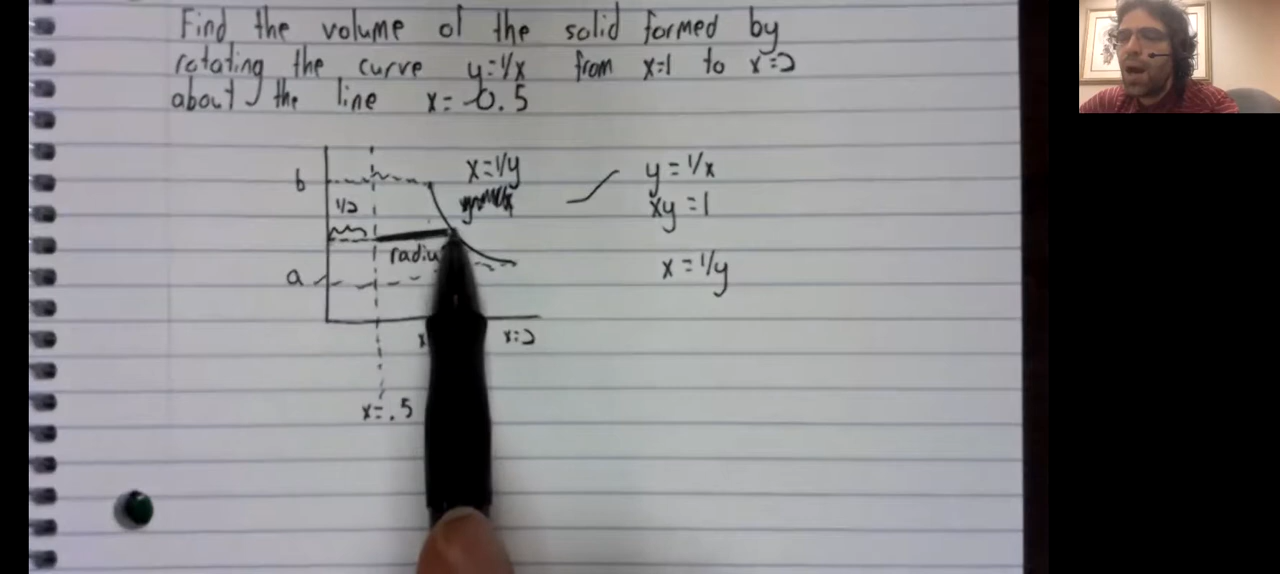 Find the volume of the solid formed by
rotating the curve y=1/x from x=1 to x=2
about the line x=-0.5
b
x=1/y
y=1/x
1/2
xy=1
radiu
x=1/y
a
x
x=2
x=.5